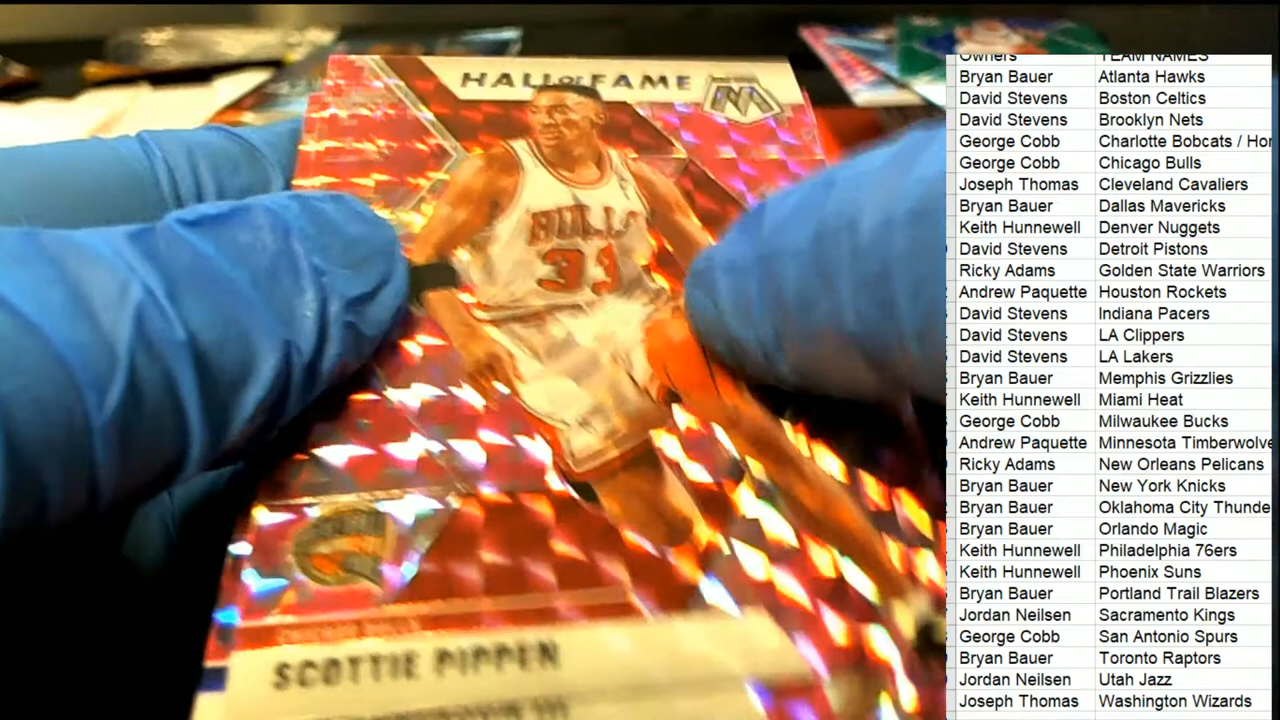 HALL OF FAME
BULLS
33
SCOTTIE PIPPEN
Owners TEAM NAMES
Bryan Bauer Atlanta Hawks
David Stevens Boston Celtics
David Stevens Brooklyn Nets
George Cobb Charlotte Bobcats / Hor
George Cobb Chicago Bulls
Joseph Thomas Cleveland Cavaliers
Bryan Bauer Dallas Mavericks
Keith Hunnewell Denver Nuggets
David Stevens Detroit Pistons
Ricky Adams Golden State Warriors
Andrew Paquette Houston Rockets
David Stevens Indiana Pacers
David Stevens LA Clippers
David Stevens LA Lakers
Bryan Bauer Memphis Grizzlies
Keith Hunnewell Miami Heat
George Cobb Milwaukee Bucks
Andrew Paquette Minnesota Timberwolve
Ricky Adams New Orleans Pelicans
Bryan Bauer New York Knicks
Bryan Bauer Oklahoma City Thunde
Bryan Bauer Orlando Magic
Keith Hunnewell Philadelphia 76ers
Keith Hunnewell Phoenix Suns
Bryan Bauer Portland Trail Blazers
Jordan Neilsen Sacramento Kings
George Cobb San Antonio Spurs
Bryan Bauer Toronto Raptors
Jordan Neilsen Utah Jazz
Joseph Thomas Washington Wizards